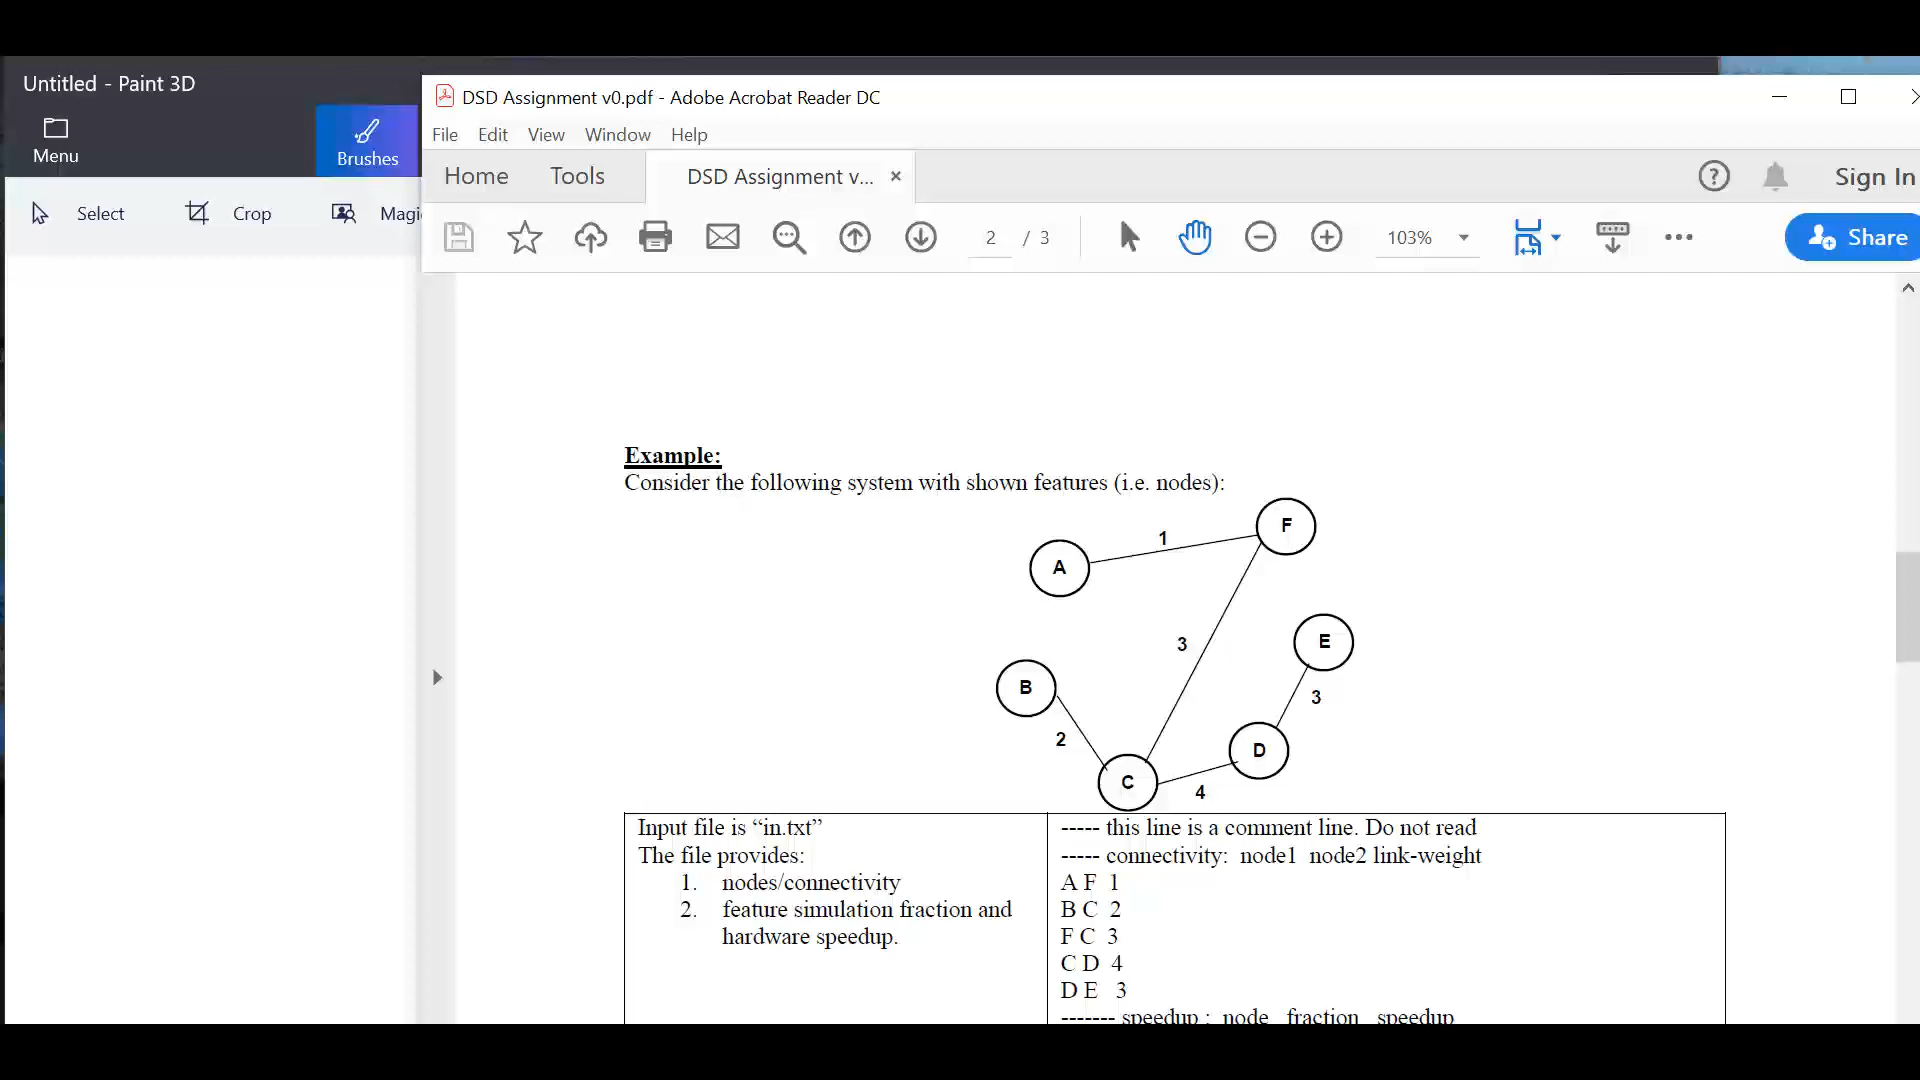 Untitled - Paint 3D
Menu
Brushes
Select
Crop
Magi
DSD Assignment v0.pdf - Adobe Acrobat Reader DC
File Edit View Window Help
Home Tools DSD Assignment v... ×
Sign In
2 / 3
103%
Share
Example:
Consider the following system with shown features (i.e. nodes):
F
1
A
3
E
B
3
2
D
C
4
Input file is “in.txt”
The file provides:
1. nodes/connectivity
2. feature simulation fraction and
hardware speedup.
----- this line is a comment line. Do not read
----- connectivity: node1 node2 link-weight
A F 1
B C 2
F C 3
C D 4
D E 3
------- speedup : node fraction speedup